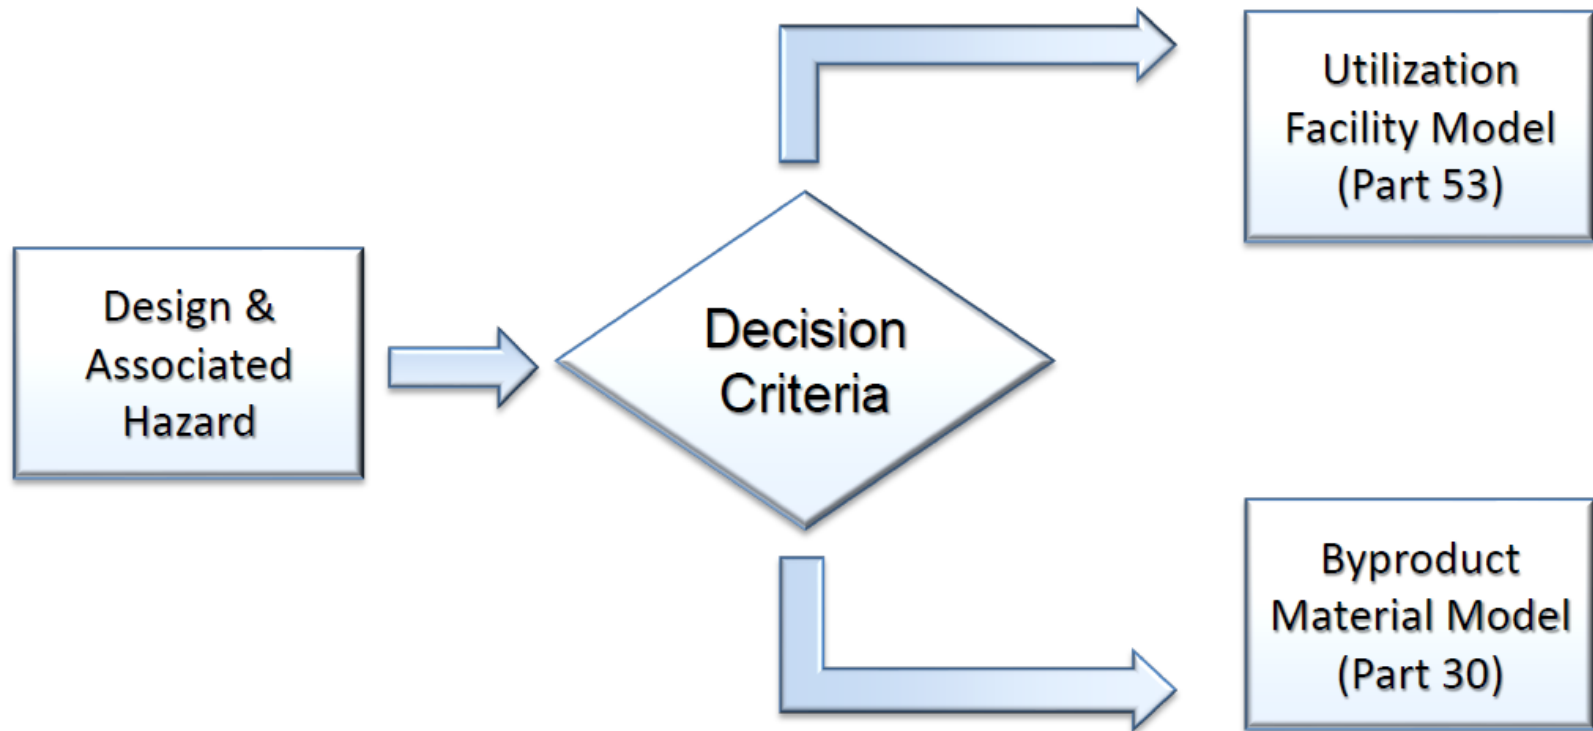 Design &
Associated
Hazard
Decision
Criteria
Utilization
Facility Model
(Part 53)
Byproduct
Material Model
(Part 30)